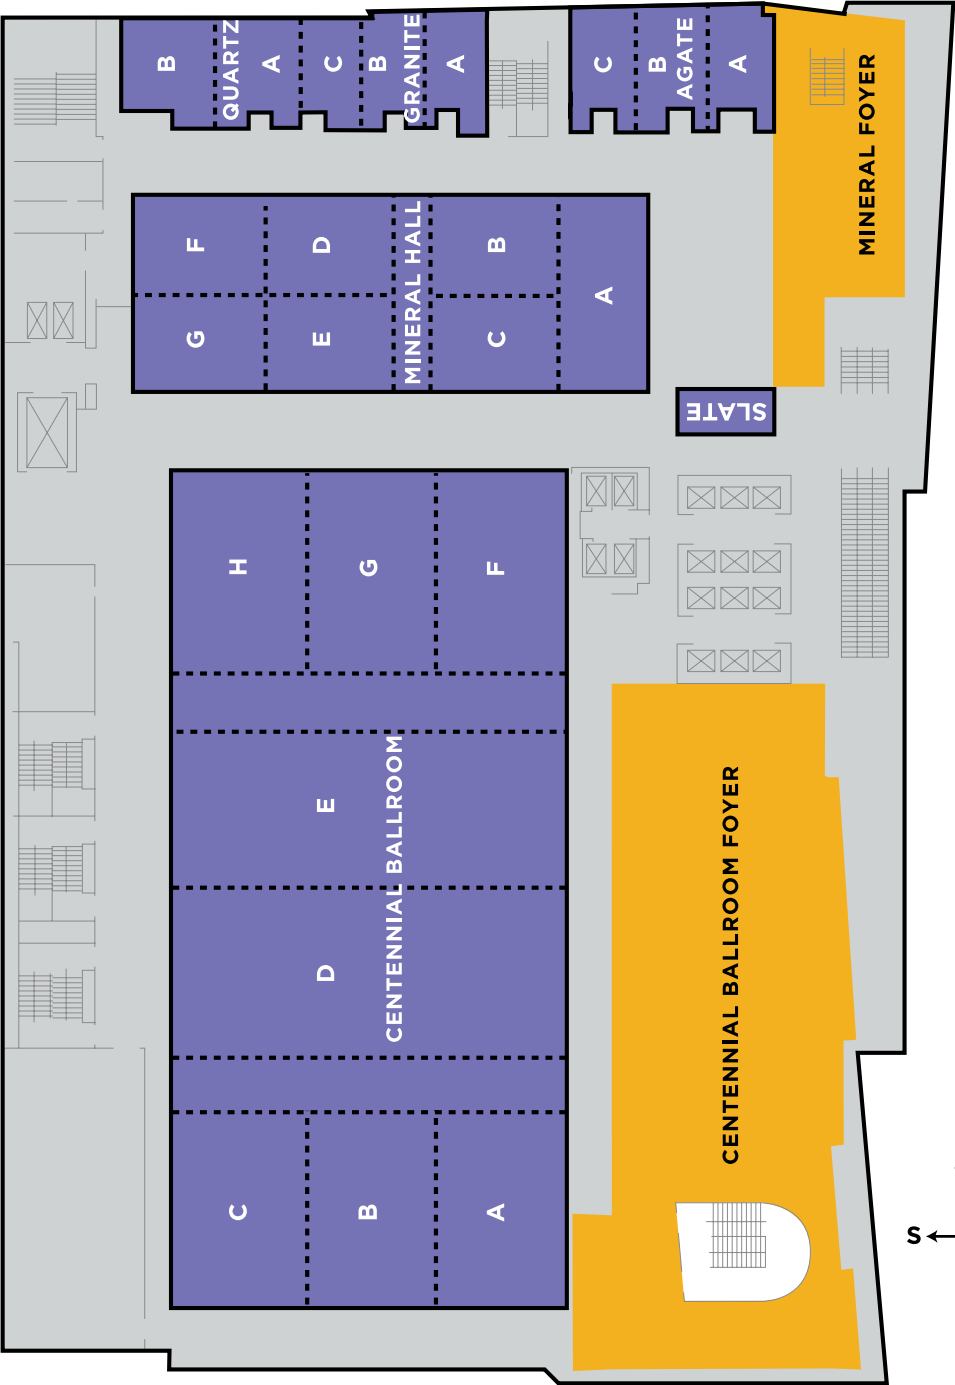 B
QUARTZ
A
C
B
GRANITE
A
C
B
AGATE
A
MINERAL FOYER
F
D
MINERAL HALL
B
A
G
E
C
SLATE
H
G
F
E
CENTENNIAL BALLROOM
D
CENTENNIAL BALLROOM FOYER
C
B
A
S